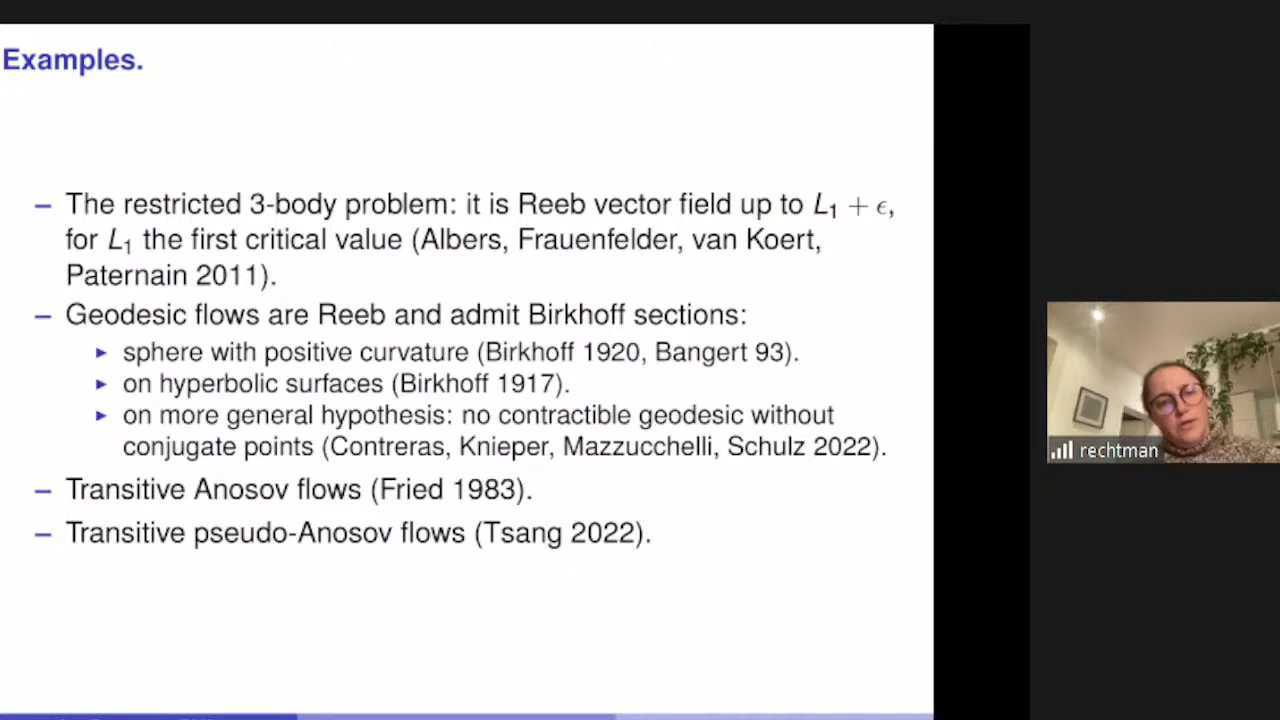 Examples.
– The restricted 3-body problem: it is Reeb vector field up to L₁ + ϵ,
for L₁ the first critical value (Albers, Frauenfelder, van Koert,
Paternain 2011).
– Geodesic flows are Reeb and admit Birkhoff sections:
▸ sphere with positive curvature (Birkhoff 1920, Bangert 93).
▸ on hyperbolic surfaces (Birkhoff 1917).
▸ on more general hypothesis: no contractible geodesic without
conjugate points (Contreras, Knieper, Mazzucchelli, Schulz 2022).
– Transitive Anosov flows (Fried 1983).
– Transitive pseudo-Anosov flows (Tsang 2022).
rechtman